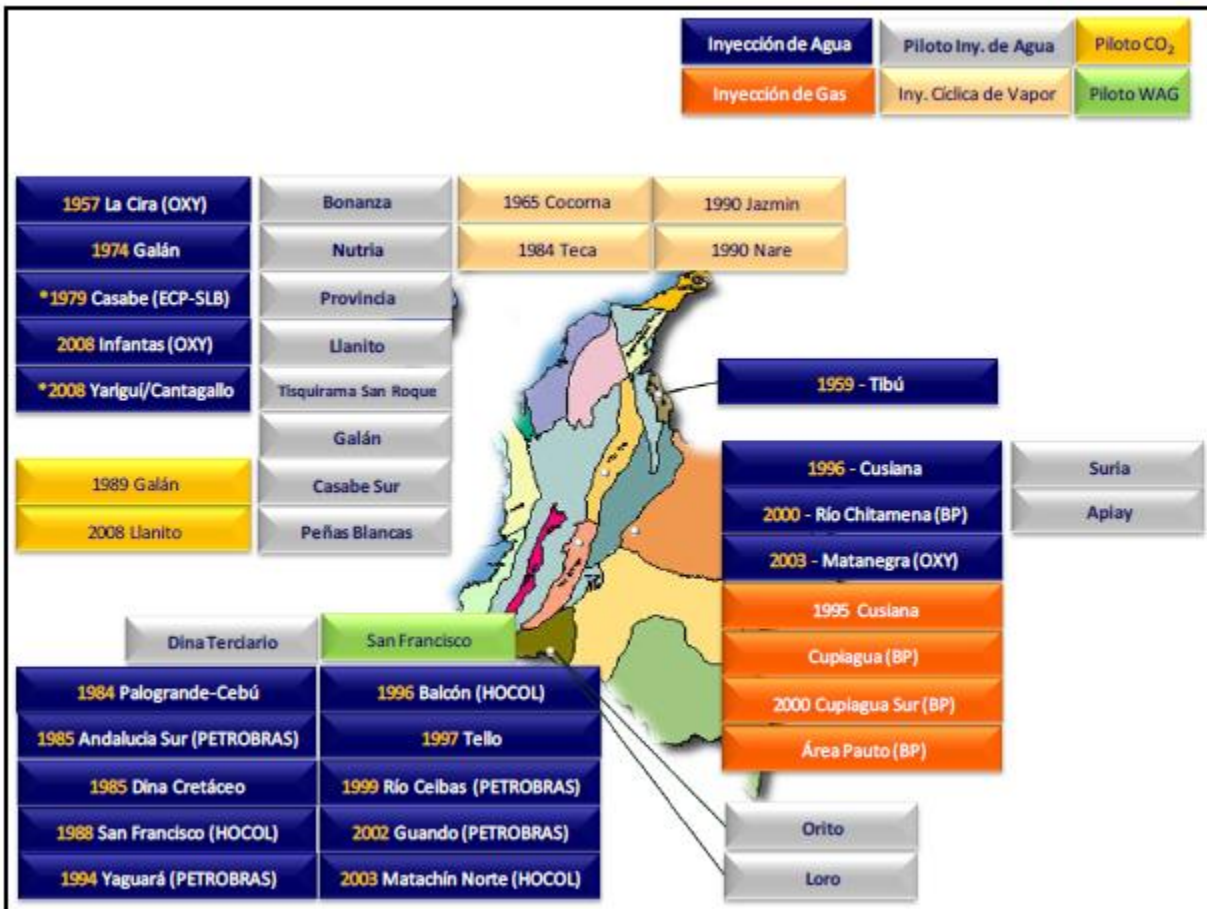 Inyección de Agua
Piloto Iny. de Agua
Piloto CO₂
Inyección de Gas
Iny. Cíclica de Vapor
Piloto WAG
1957 La Cira (OXY)
1974 Galán
*1979 Casabe (ECP-SLB)
2008 Infantas (OXY)
*2008 Yariguí/Cantagallo
Bonanza
Nutria
Provincia
Llanito
Tisquirama San Roque
Galán
Casabe Sur
Peñas Blancas
1965 Cocorna
1990 Jazmin
1984 Teca
1990 Nare
1989 Galán
2008 Llanito
1959 - Tibú
1996 - Cusiana
2000 - Río Chitamena (BP)
2003 - Matanegra (OXY)
1995 Cusiana
Cupiagua (BP)
2000 Cupiagua Sur (BP)
Área Pauto (BP)
Suria
Apiay
Dina Terciario
San Francisco
1984 Palogrande-Cebú
1985 Andalucia Sur (PETROBRAS)
1985 Dina Cretáceo
1988 San Francisco (HOCOL)
1994 Yaguará (PETROBRAS)
1996 Balcón (HOCOL)
1997 Tello
1999 Río Ceibas (PETROBRAS)
2002 Guando (PETROBRAS)
2003 Matachín Norte (HOCOL)
Orito
Loro